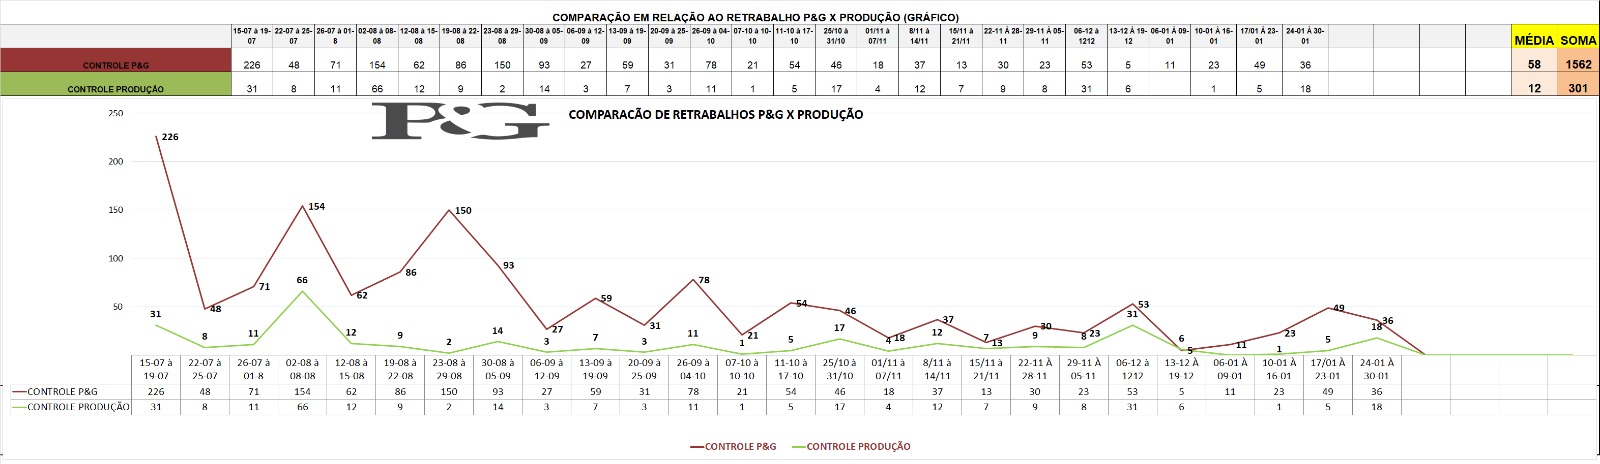 COMPARAÇÃO EM RELAÇÃO AO RETRABALHO P&G X PRODUÇÃO (GRÁFICO)
15-07 à 19-07 22-07 à 25-07 26-07 à 01-8 02-08 à 08-08 12-08 à 15-08 19-08 à 22-08 23-08 à 29-08 30-08 à 05-09 06-09 à 12-09 13-09 à 19-09 20-09 à 25-09 26-09 à 04-10 07-10 à 10-10 11-10 à 17-10 25/10 à 31/10 01/11 à 07/11 8/11 à 14/11 15/11 à 21/11 22-11 À 28-11 29-11 À 05-11 06-12 à 1212 13-12 À 19-12 06-01 À 09-01 10-01 À 16-01 17/01 À 23-01 24-01 À 30-01 MÉDIA SOMA
CONTROLE P&G 226 48 71 154 62 86 150 93 27 59 31 78 21 54 46 18 37 13 30 23 53 5 11 23 49 36 58 1562
CONTROLE PRODUÇÃO 31 8 11 66 12 9 2 14 3 7 3 11 1 5 17 4 12 7 9 8 31 6 1 5 18 12 301
P&G
COMPARACÃO DE RETRABALHOS P&G X PRODUÇÃO
250
200
150
100
50
226 48 71 154 62 86 150 93 27 59 31 78 21 54 46 18 37 13 30 23 53 5 11 23 49 36
31 8 11 66 12 9 2 14 3 7 3 11 1 5 17 4 12 7 9 8 31 6 1 5 18
15-07 à 22-07 à 26-07 à 02-08 à 12-08 à 19-08 à 23-08 à 30-08 à 06-09 à 13-09 à 20-09 à 26-09 à 07-10 à 11-10 à 25/10 à 01/11 à 8/11 à 15/11 à 22-11 À 29-11 À 06-12 à 13-12 À 06-01 À 10-01 À 17/01 À 24-01 À
19-07 25-07 01-8 08-08 15-08 22-08 29-08 05-09 12-09 19-09 25-09 04-10 10-10 17-10 31/10 07/11 14/11 21/11 28-11 05-11 1212 19-12 09-01 16-01 23-01 30-01
CONTROLE P&G 226 48 71 154 62 86 150 93 27 59 31 78 21 54 46 18 37 13 30 23 53 5 11 23 49 36
CONTROLE PRODUÇÃO 31 8 11 66 12 9 2 14 3 7 3 11 1 5 17 4 12 7 9 8 31 6 1 5 18
CONTROLE P&G CONTROLE PRODUÇÃO